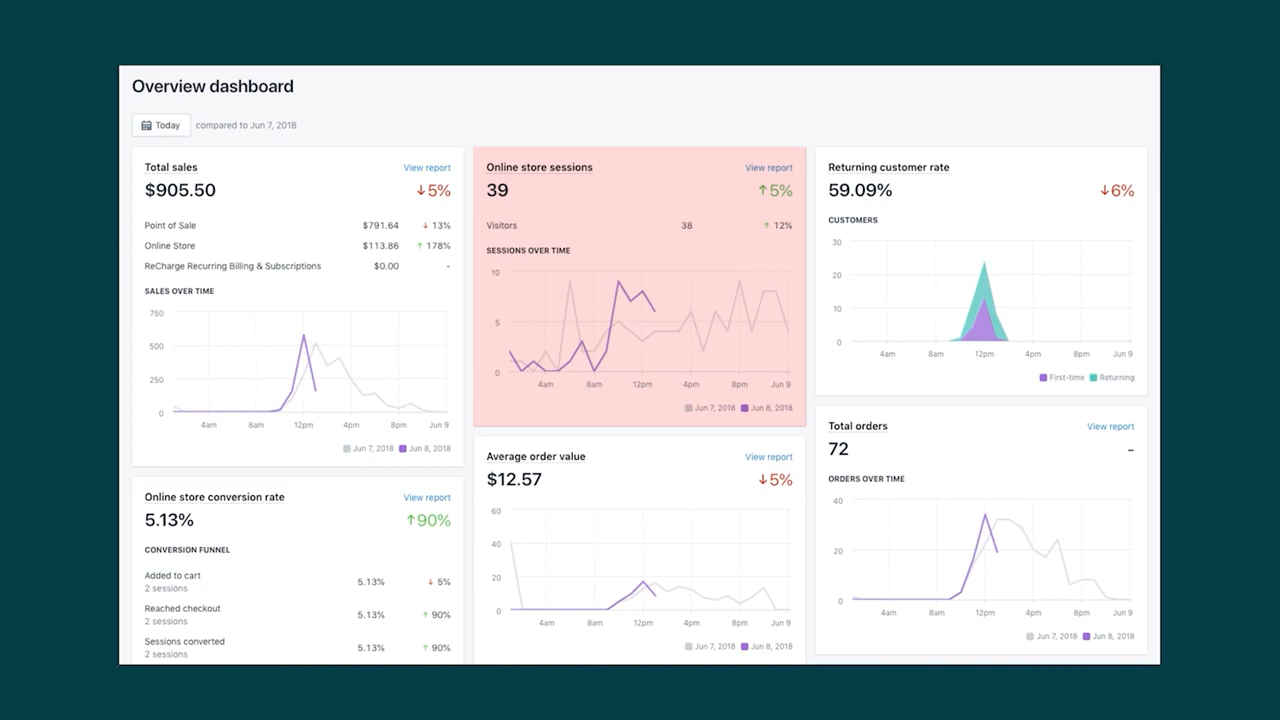 Overview dashboard
Today compared to Jun 7, 2018
Total sales View report
$905.50 ↓5%
Point of Sale $791.64 ↓ 13%
Online Store $113.86 ↑ 178%
ReCharge Recurring Billing & Subscriptions $0.00 -
SALES OVER TIME
750
500
250
0
4am 8am 12pm 4pm 8pm Jun 9
Jun 7, 2018 Jun 8, 2018
Online store conversion rate View report
5.13% ↑90%
CONVERSION FUNNEL
Added to cart 5.13% ↓ 5%
2 sessions
Reached checkout 5.13% ↑ 90%
2 sessions
Sessions converted 5.13% ↑ 90%
2 sessions
Online store sessions View report
39 ↑5%
Visitors 38 ↑ 12%
SESSIONS OVER TIME
10
5
0
4am 8am 12pm 4pm 8pm Jun 9
Jun 7, 2018 Jun 8, 2018
Average order value View report
$12.57 ↓5%
60
40
20
0
4am 8am 12pm 4pm 8pm Jun 9
Jun 7, 2018 Jun 8, 2018
Returning customer rate
59.09% ↓6%
CUSTOMERS
30
20
10
0
4am 8am 12pm 4pm 8pm Jun 9
First-time Returning
Total orders View report
72 -
ORDERS OVER TIME
40
20
0
4am 8am 12pm 4pm 8pm Jun 9
Jun 7, 2018 Jun 8, 2018